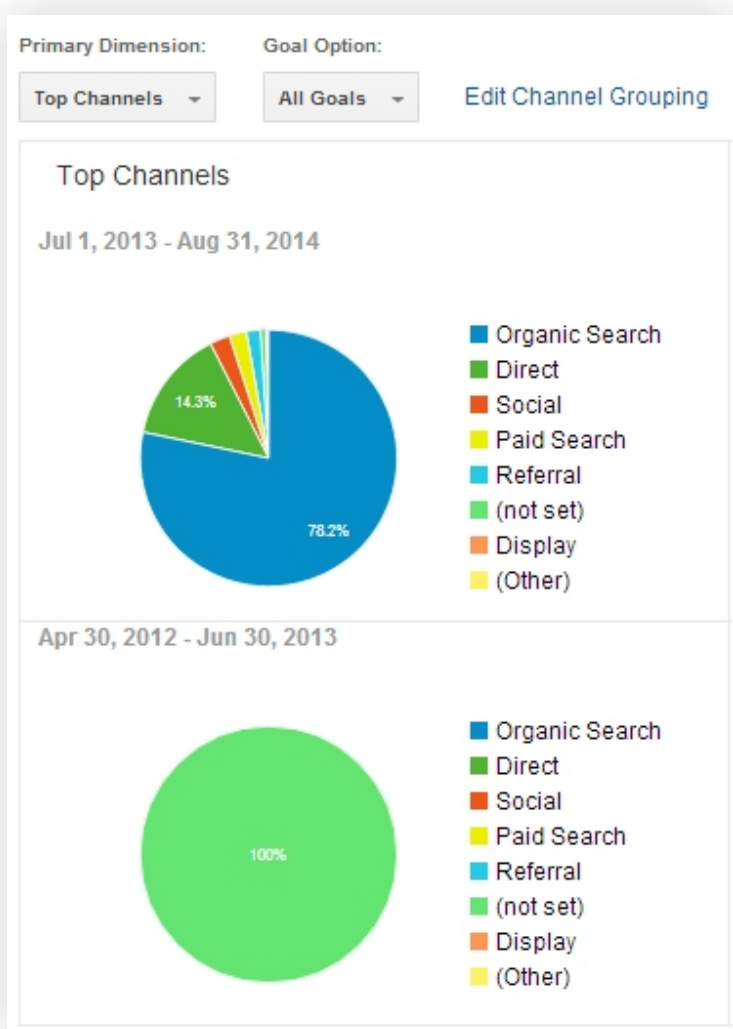 Primary Dimension: Goal Option:
Top Channels All Goals Edit Channel Grouping
Top Channels
Jul 1, 2013 - Aug 31, 2014
Organic Search
Direct
Social
Paid Search
Referral
(not set)
Display
(Other)
14.3%
78.2%
Apr 30, 2012 - Jun 30, 2013
Organic Search
Direct
Social
Paid Search
Referral
(not set)
Display
(Other)
100%